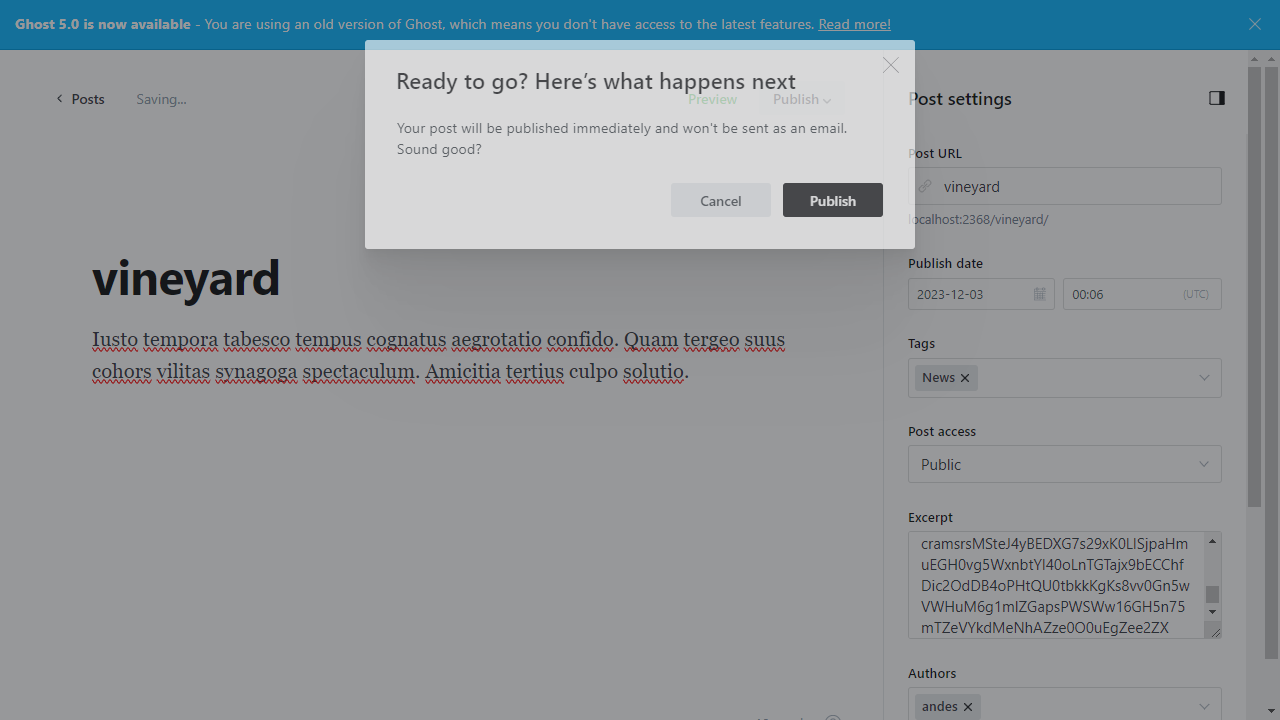 Ghost 5.0 is now available - You are using an old version of Ghost, which means you don't have access to the latest features. Read more!
Ready to go? Here's what happens next
Your post will be published immediately and won't be sent as an email.
Sound good?
Cancel
Publish
Posts
Saving...
Preview
Publish
vineyard
Iusto tempora tabesco tempus cognatus aegrotatio confido. Quam tergeo suus
cohors vilitas synagoga spectaculum. Amicitia tertius culpo solutio.
Post settings
Post URL
vineyard
localhost:2368/vineyard/
Publish date
2023-12-03
00:06
(UTC)
Tags
News
Post access
Public
Excerpt
cramsrsMSteJ4yBEDXG7s29xK0LISjpaHm
uEGH0vg5WxnbtYl40oLnTGTajx9bECChf
Dic2OdDB4oPHtQU0tbkkKgKs8vv0Gn5w
VWHuM6g1mlZGapsPWSWw16GH5n75
mTZeVYkdMeNhAZze0O0uEgZee2ZX
Authors
andes